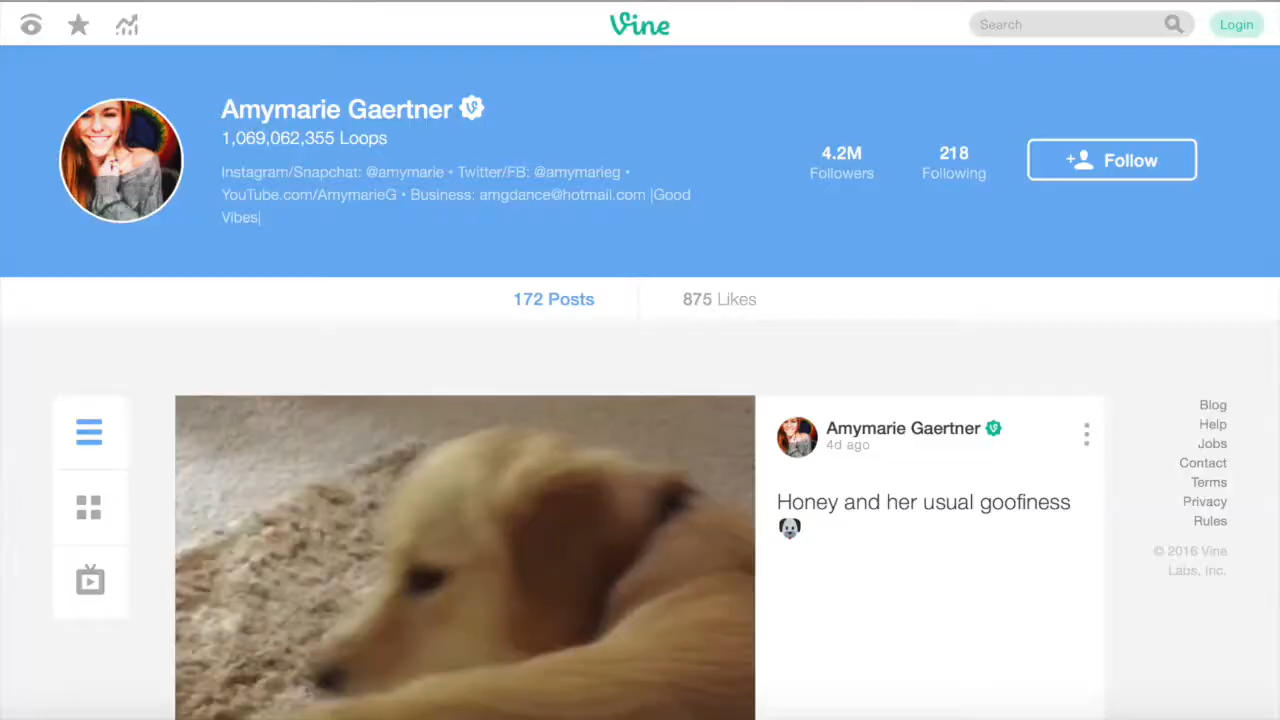 Vine
Search
Login
Amymarie Gaertner
1,069,062,355 Loops
Instagram/Snapchat: @amymarie • Twitter/FB: @amymarieg •
YouTube.com/AmymarieG • Business: amgdance@hotmail.com |Good
Vibes|
4.2M
Followers
218
Following
Follow
172 Posts
875 Likes
Amymarie Gaertner
4d ago
Honey and her usual goofiness
🐶
Blog
Help
Jobs
Contact
Terms
Privacy
Rules
© 2016 Vine
Labs, Inc.